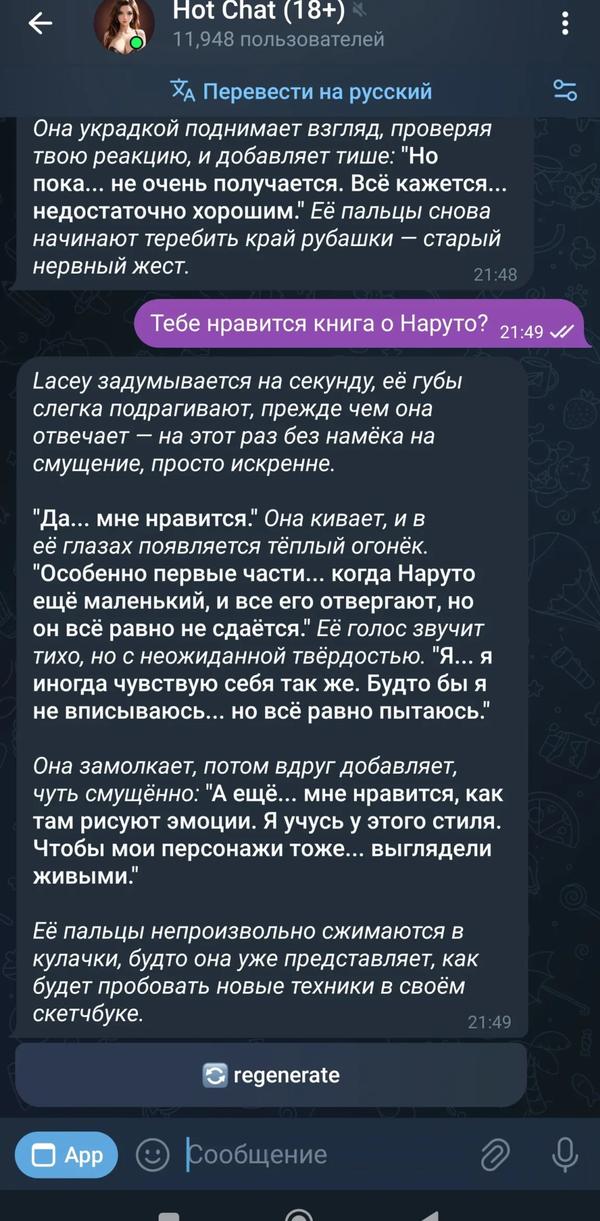 Hot Chat (18+)
11,948 пользователей
Перевести на русский
Она украдкой поднимает взгляд, проверяя
твою реакцию, и добавляет тише: "Но
пока... не очень получается. Всё кажется...
недостаточно хорошим." Её пальцы снова
начинают теребить край рубашки — старый
нервный жест.
21:48
Тебе нравится книга о Наруто? 21:49
Lacey задумывается на секунду, её губы
слегка подрагивают, прежде чем она
отвечает — на этот раз без намёка на
смущение, просто искренне.
"Да... мне нравится." Она кивает, и в
её глазах появляется тёплый огонёк.
"Особенно первые части... когда Наруто
ещё маленький, и все его отвергают, но
он всё равно не сдаётся." Её голос звучит
тихо, но с неожиданной твёрдостью. "Я... я
иногда чувствую себя так же. Будто бы я
не вписываюсь... но всё равно пытаюсь."
Она замолкает, потом вдруг добавляет,
чуть смущённо: "А ещё... мне нравится, как
там рисуют эмоции. Я учусь у этого стиля.
Чтобы мои персонажи тоже... выглядели
живыми."
Её пальцы непроизвольно сжимаются в
кулачки, будто она уже представляет, как
будет пробовать новые техники в своём
скетчбуке.
21:49
regenerate
App
Сообщение